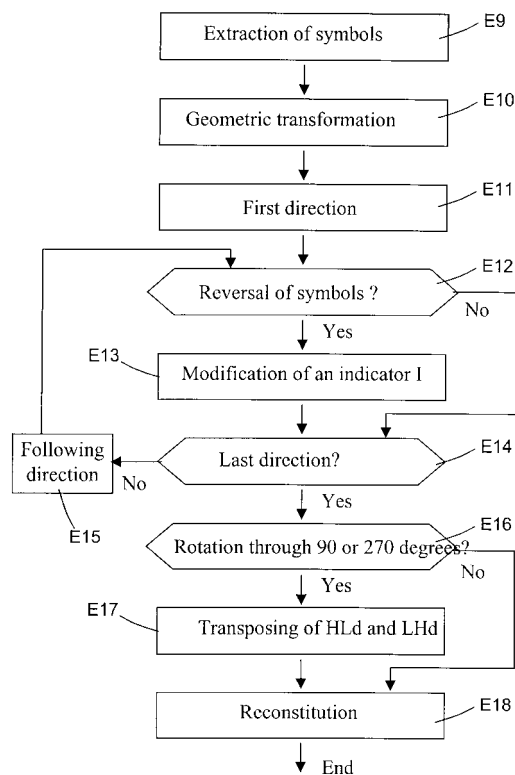 E9
Extraction of symbols
E10
Geometric transformation
E11
First direction
E12
Reversal of symbols ?
No
Yes
E13
Modification of an indicator I
Following
direction
No
Last direction?
E14
E15
Yes
E16
Rotation through 90 or 270 degrees?
No
Yes
E17
Transposing of HLd and LHd
Reconstitution
E18
End